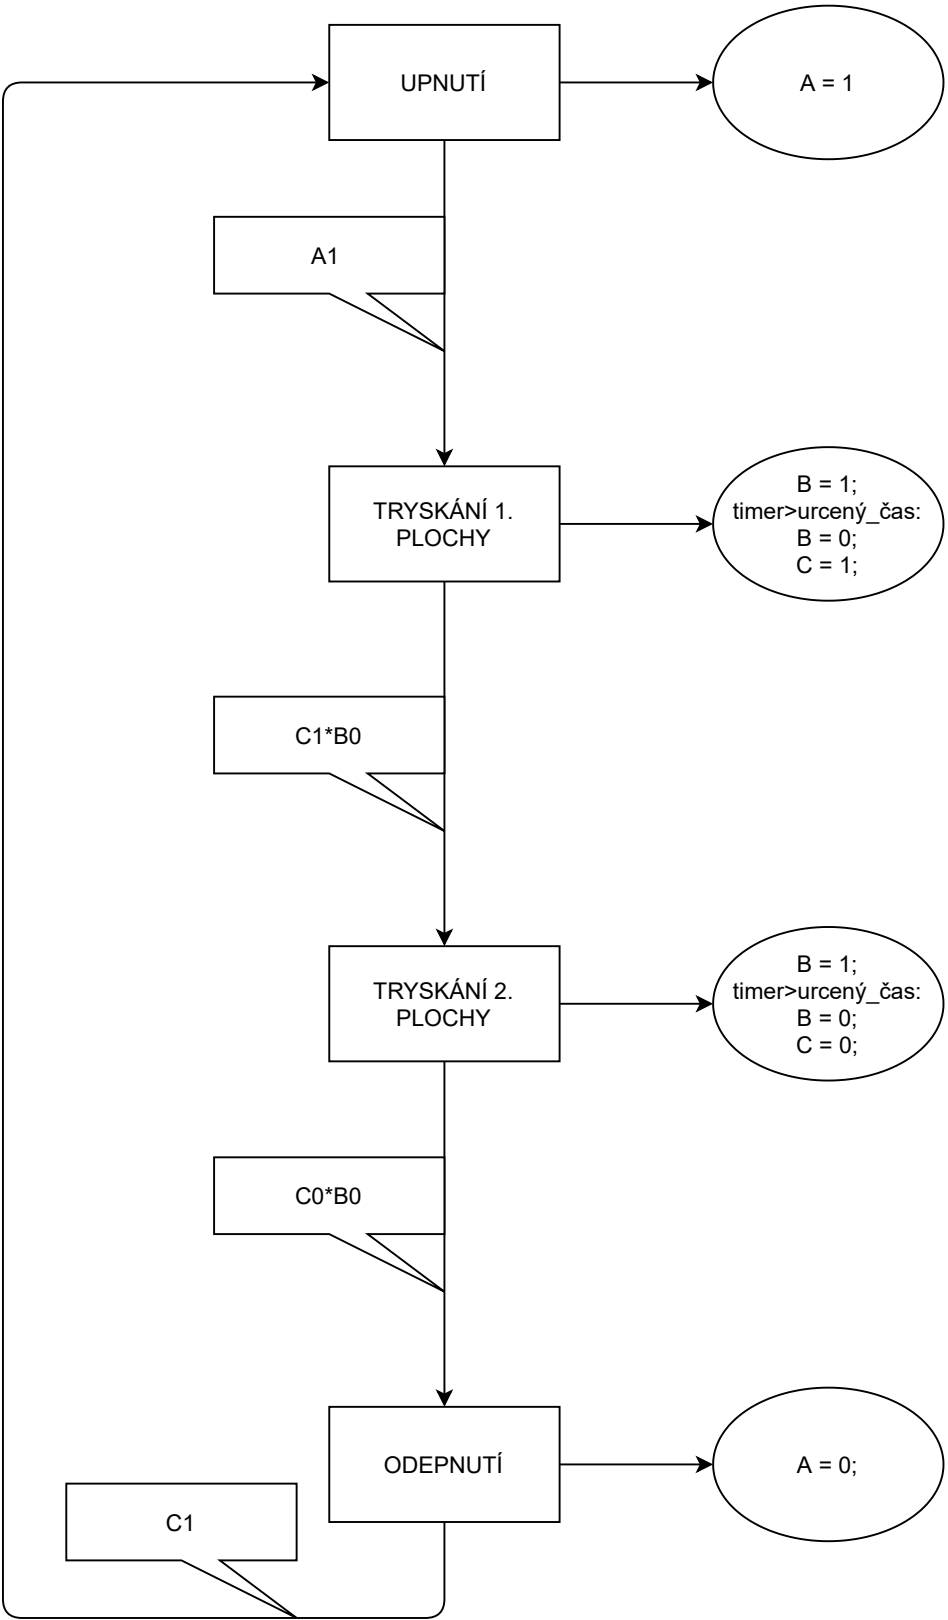 UPNUTÍ
A = 1
A1
TRYSKÁNÍ 1.
PLOCHY
B = 1;
timer>urcený_čas:
B = 0;
C = 1;
C1*B0
TRYSKÁNÍ 2.
PLOCHY
B = 1;
timer>urcený_čas:
B = 0;
C = 0;
C0*B0
ODEPNUTÍ
A = 0;
C1